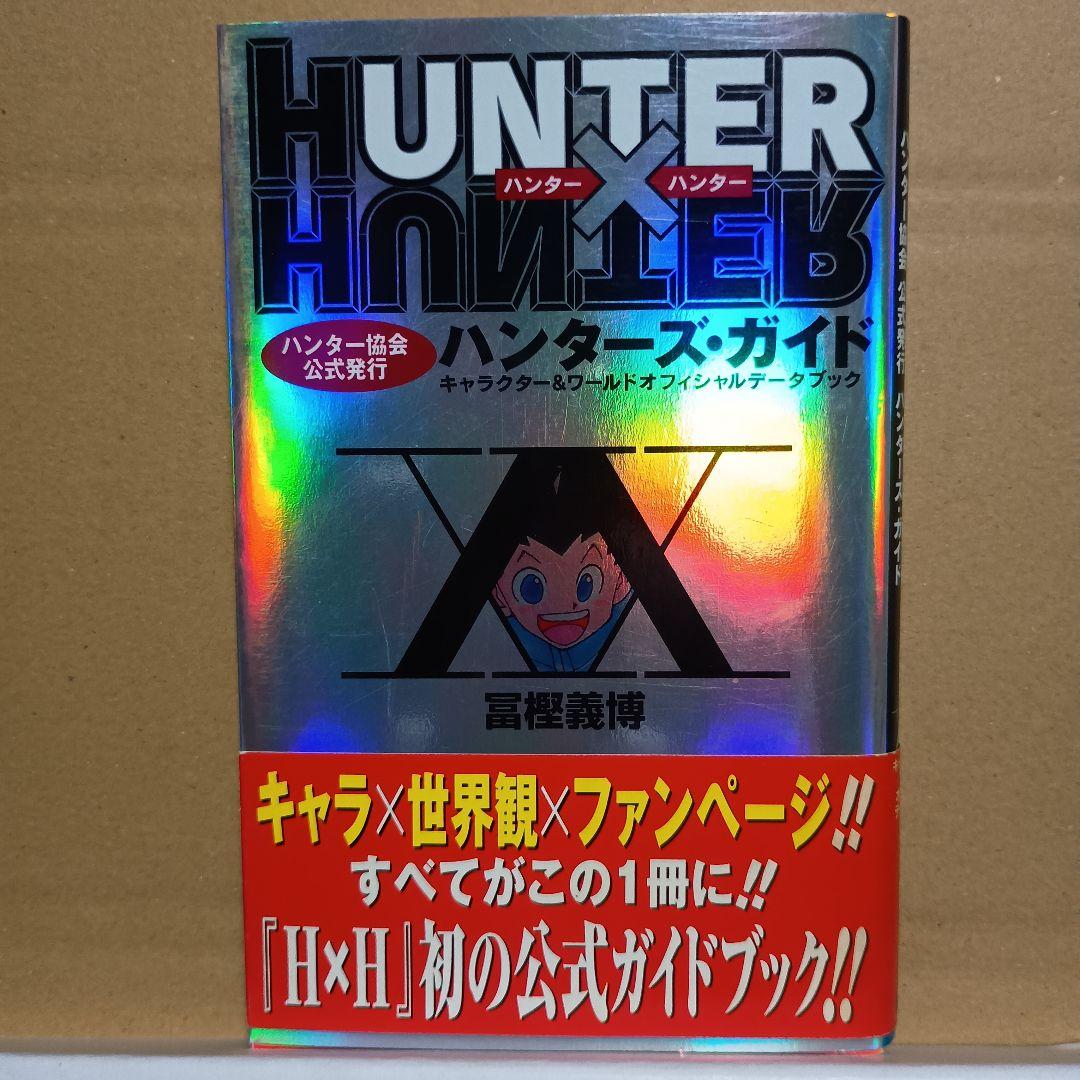 HUNTER
ハンター×ハンター
HUNTER
ハンター協会
公式発行
ハンターズ・ガイド
キャラクター&ワールドオフィシャルデータブック
冨樫義博
キャラ×世界観×ファンページ!!
すべてがこの1冊に!!
『H×H』初の公式ガイドブック!!
ハンター協会 公式発行 ハンターズ・ガイド